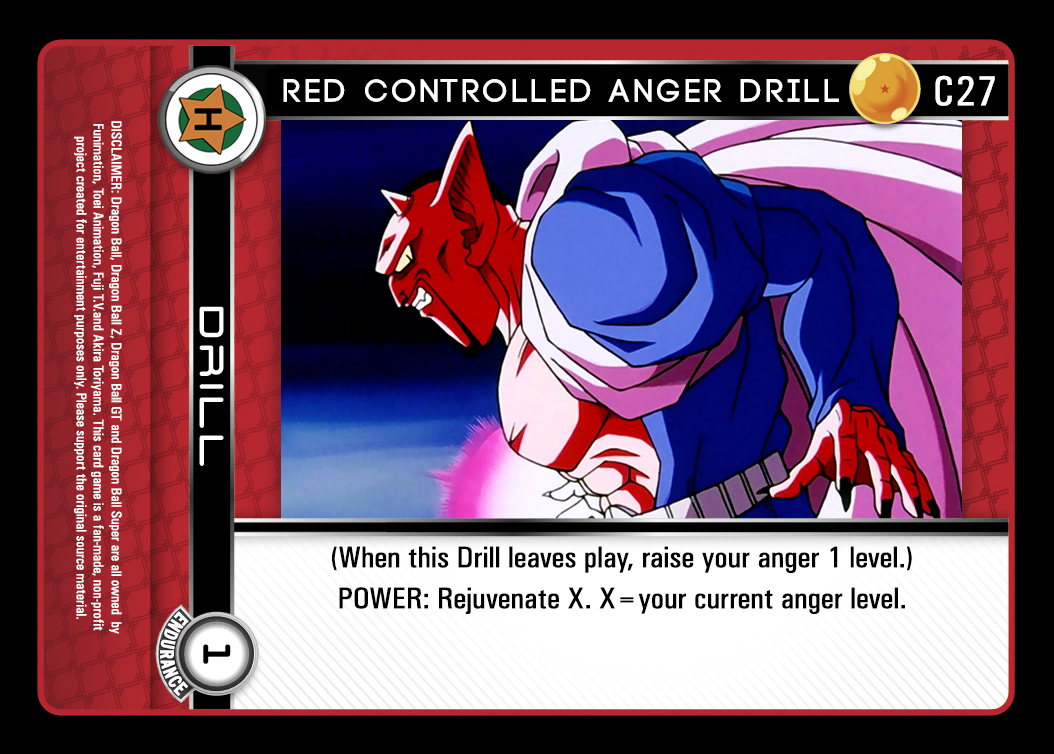 RED CONTROLLED ANGER DRILL
C27
H
DRILL
1
ENDURANCE
(When this Drill leaves play, raise your anger 1 level.)
POWER: Rejuvenate X. X=your current anger level.
DISCLAIMER: Dragon Ball, Dragon Ball Z, Dragon Ball GT and Dragon Ball Super are all owned by
Funimation, Toei Animation, Fuji T.V.and Akira Toriyama. This card game is a fan-made, non-profit
project created for entertainment purposes only. Please support the original source material.